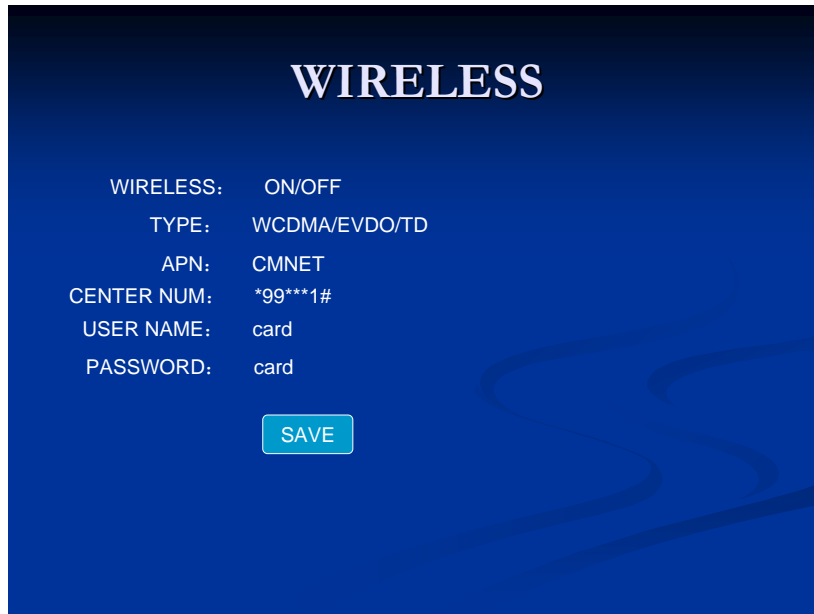 WIRELESS
WIRELESS： ON/OFF
TYPE： WCDMA/EVDO/TD
APN： CMNET
CENTER NUM： *99***1#
USER NAME： card
PASSWORD： card
SAVE